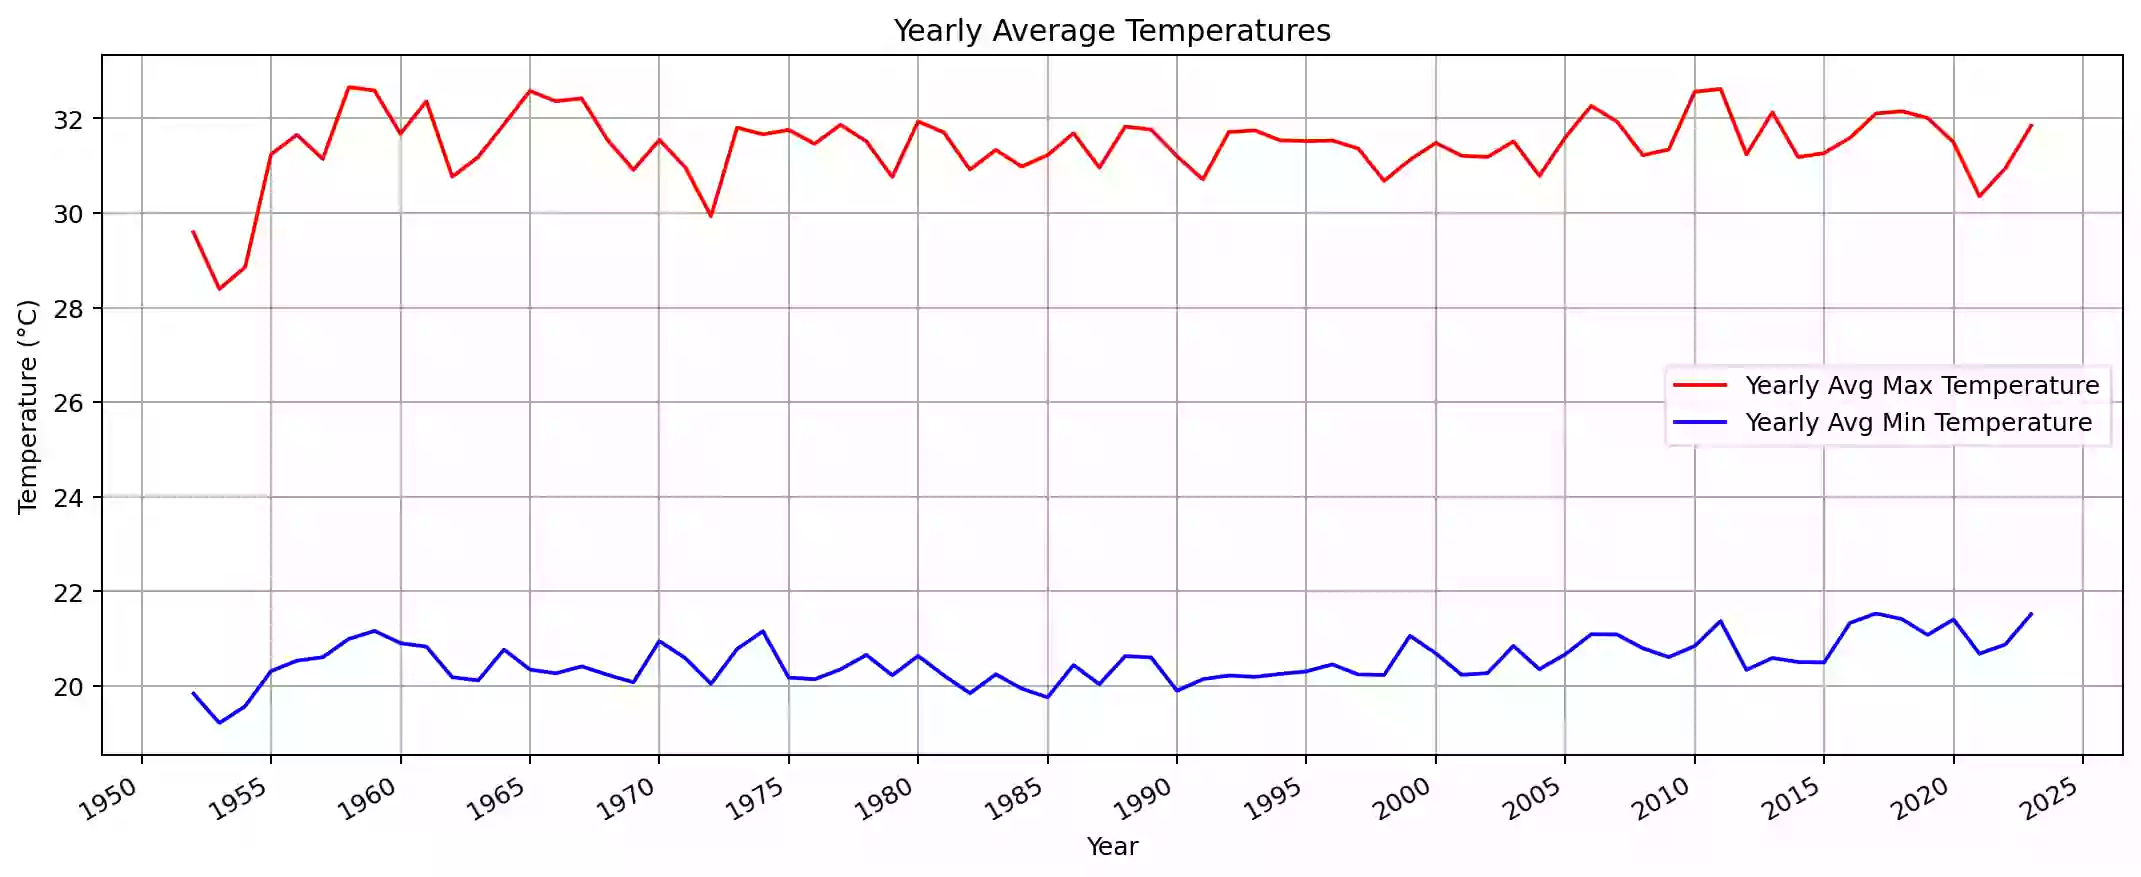 Yearly Average Temperatures
Temperature (°C)
32
30
28
26
24
22
20
Yearly Avg Max Temperature
Yearly Avg Min Temperature
1950 1955 1960 1965 1970 1975 1980 1985 1990 1995 2000 2005 2010 2015 2020 2025
Year